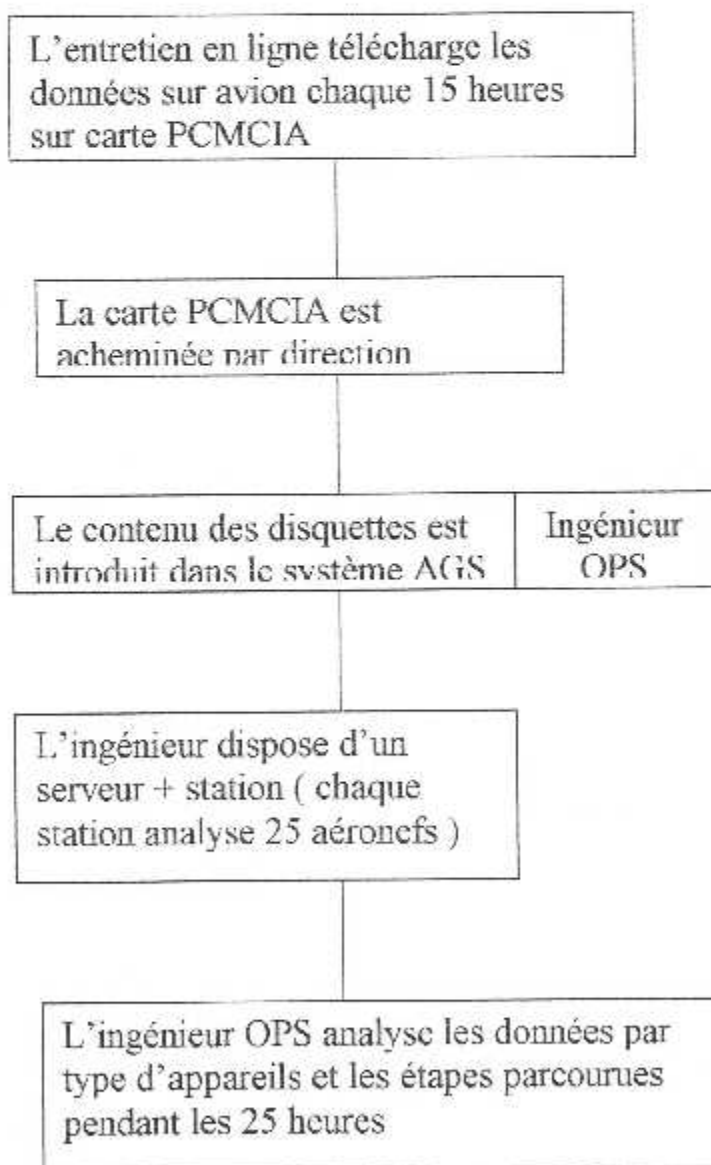 L'entretien en ligne télécharge les
données sur avion chaque 15 heures
sur carte PCMCIA
La carte PCMCIA est
acheminée par direction
Le contenu des disquettes est
introduit dans le système AGS
Ingénieur
OPS
L'ingénieur dispose d'un
serveur + station ( chaque
station analyse 25 aéronefs )
L'ingénieur OPS analyse les données par
type d'appareils et les étapes parcourues
pendant les 25 heures